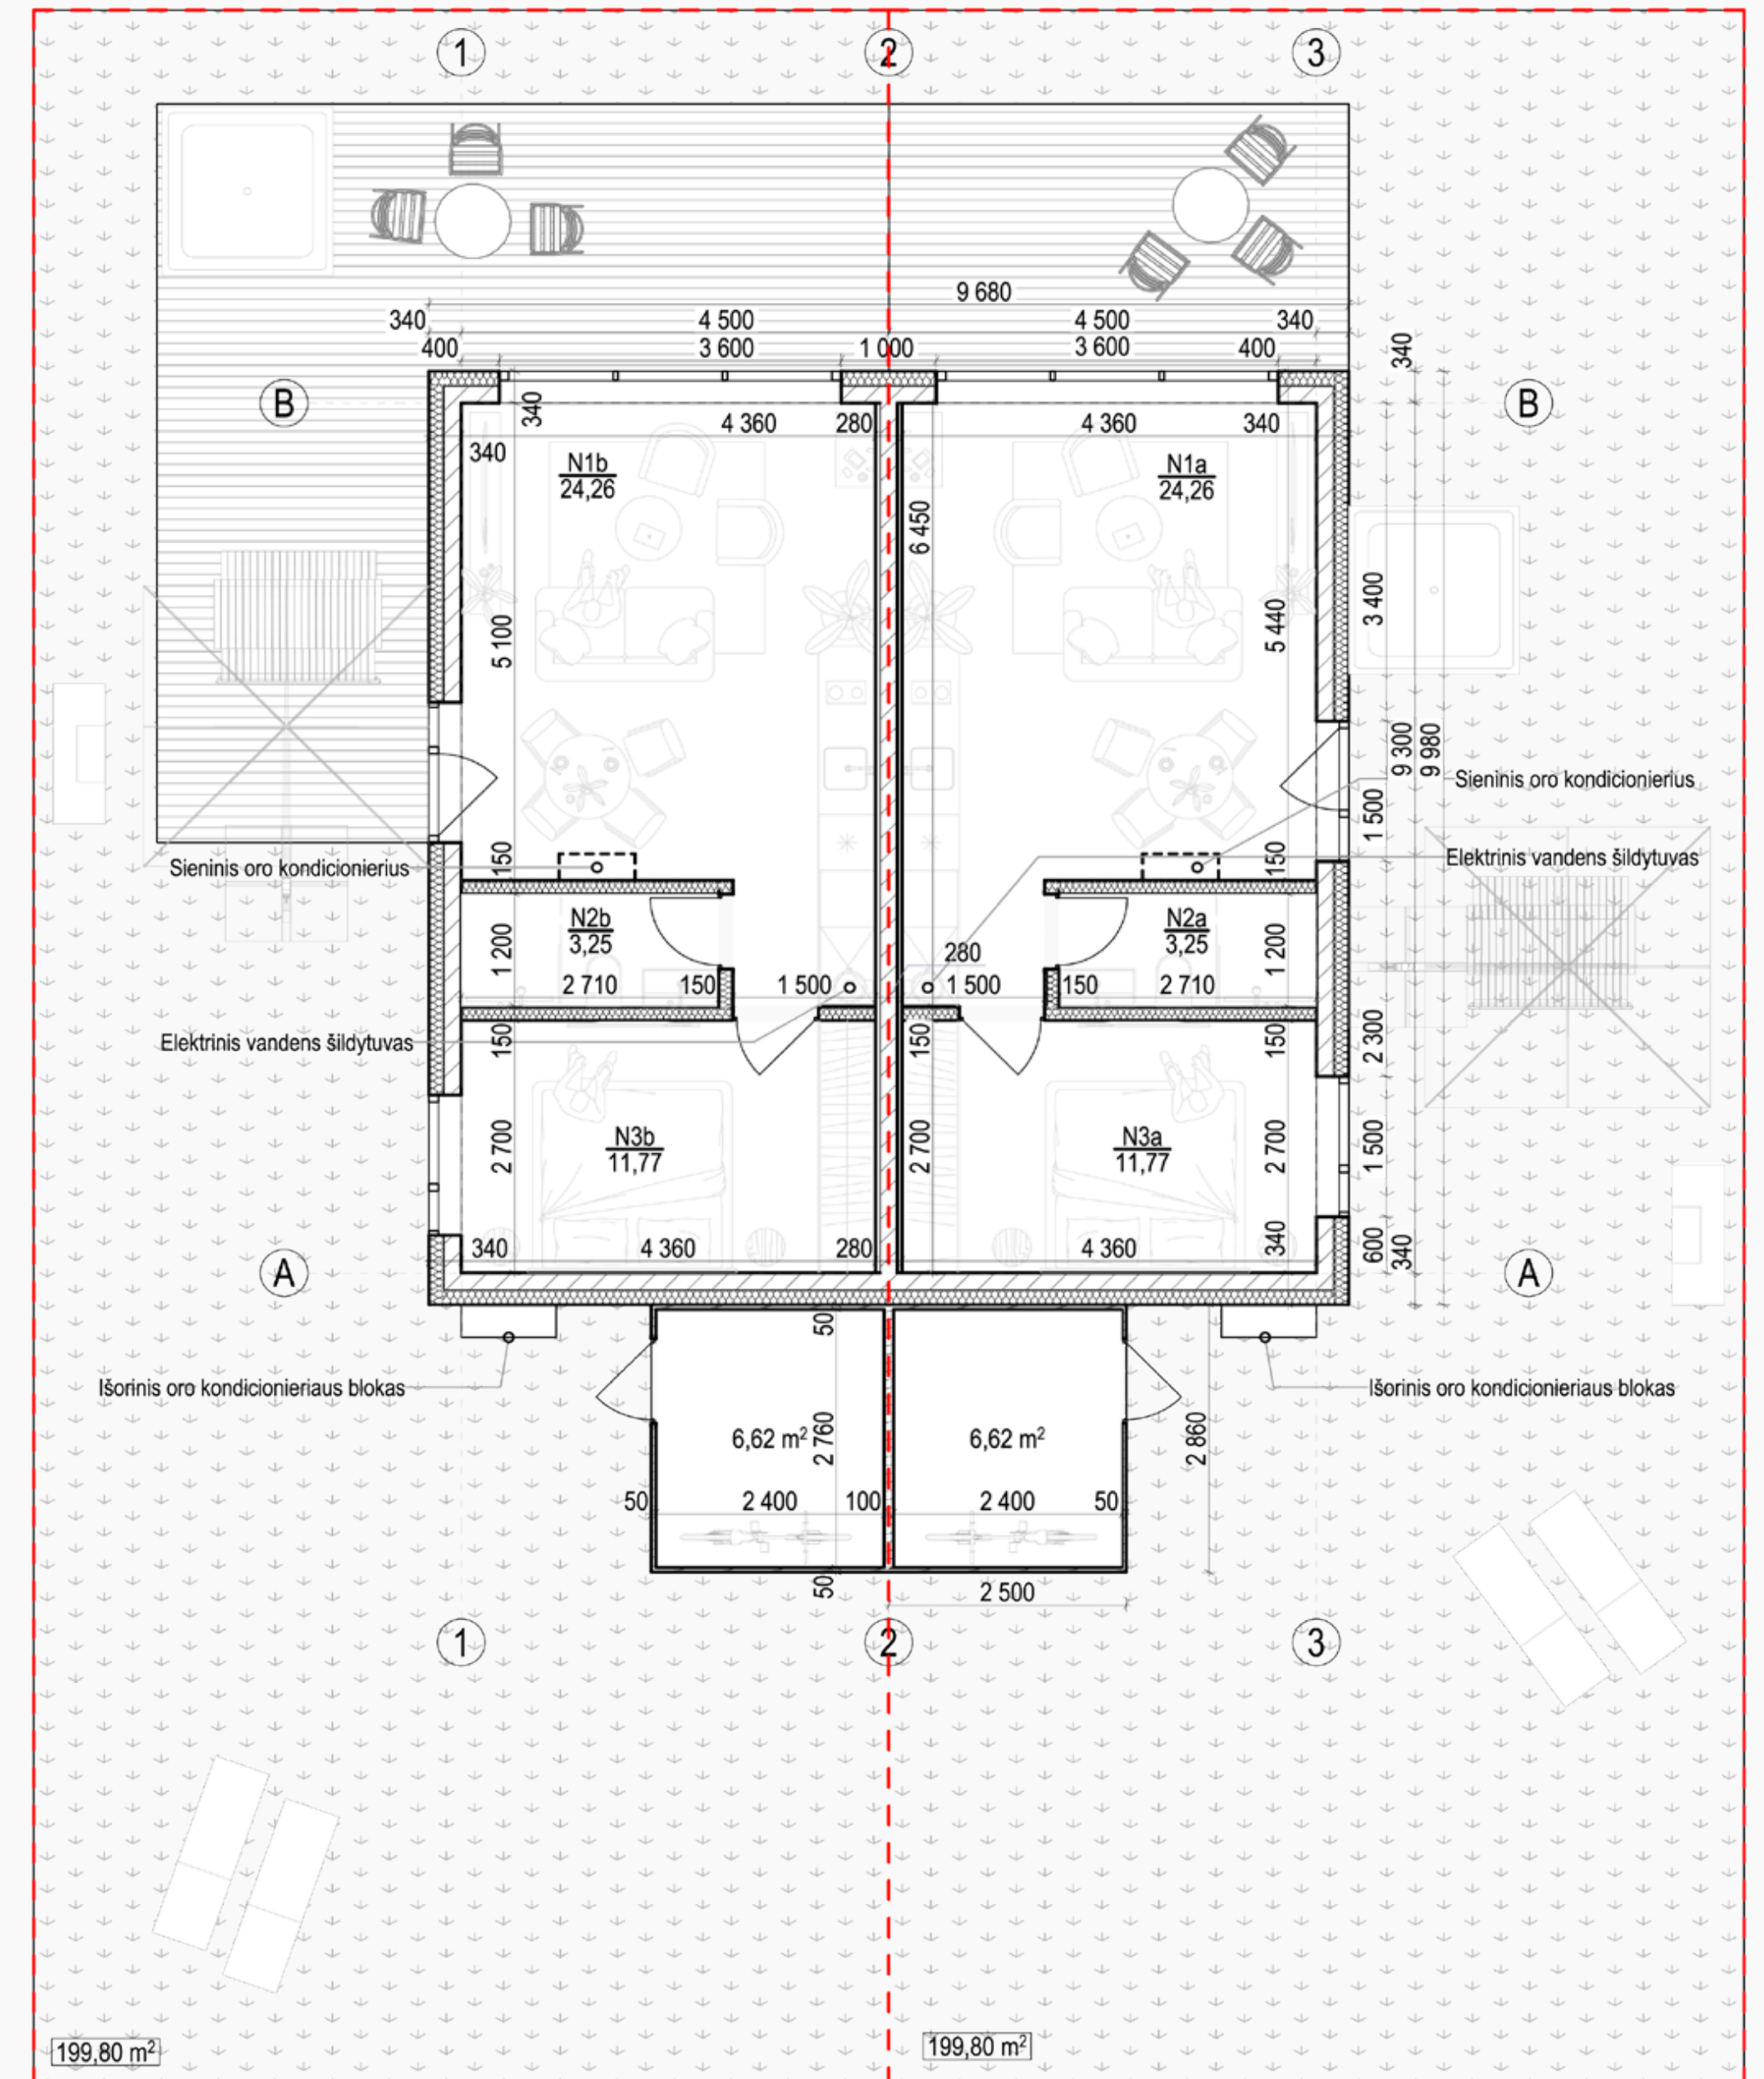 1 2 3
9 680
340 4 500 4 500 340
400 3 600 1 000 3 600 400
340
B B
340 4 360 280 4 360 340
340
N1b N1a
24,26 24,26
6 450
3 400
5 100 5 440
9 300
9 980
Sieninis oro kondicionierius
1 500
150 150
Elektrinis vandens šildytuvas
Sieninis oro kondicionierius
N2b N2a
3,25 3,25
1 200 1 200
280
2 710 150 1 500 1 500 150 2 710
Elektrinis vandens šildytuvas
150 150 150
2 300
N3b N3a
11,77 11,77
2 700 2 700 2 700
1 500
340 4 360 280 4 360 340
600
340
A A
50
Išorinis oro kondicionieriaus blokas
Išorinis oro kondicionieriaus blokas
6,62 m² 2 760 6,62 m²
2 860
50 2 400 100 2 400 50
50
2 500
1 2 3
199,80 m² 199,80 m²